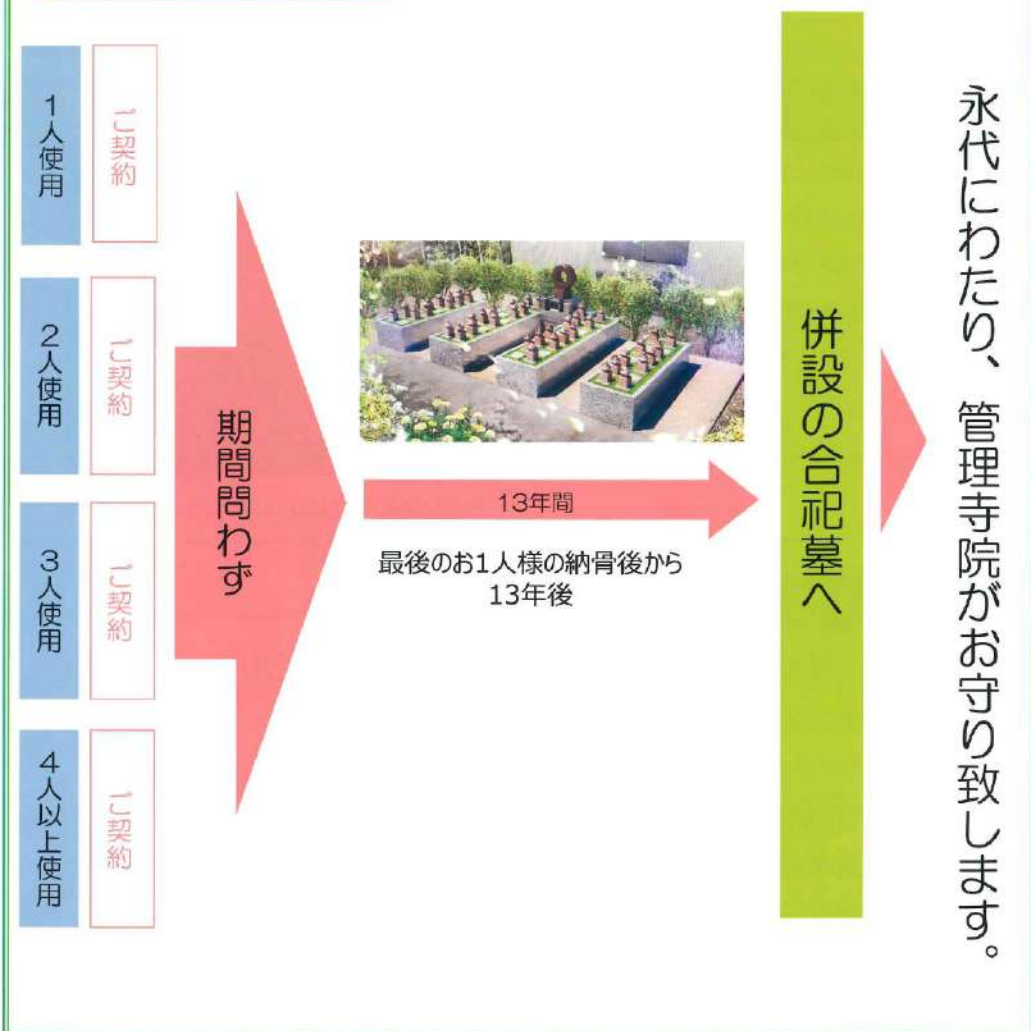 1人使用
ご契約
2人使用
ご契約
3人使用
ご契約
4人以上使用
ご契約
期間問わず
13年間
最後のお1人様の納骨後から
13年後
併設の合祀墓へ
永代にわたり、管理寺院がお守り致します。